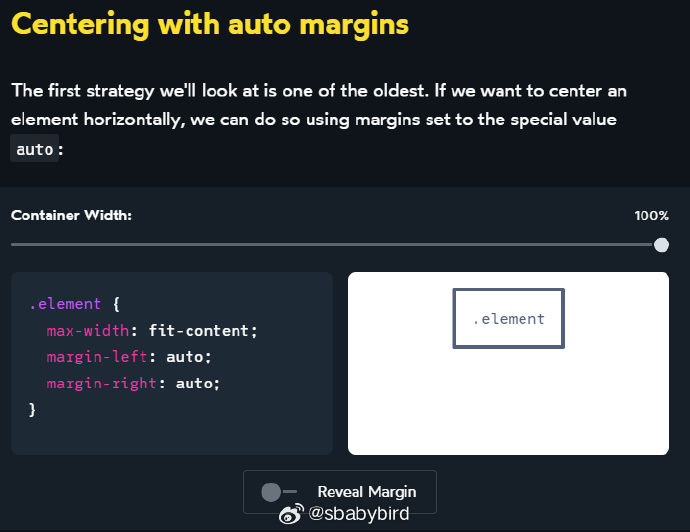 Centering with auto margins
The first strategy we'll look at is one of the oldest. If we want to center an
element horizontally, we can do so using margins set to the special value
auto:
Container Width:
100%
.element {
  max-width: fit-content;
  margin-left: auto;
  margin-right: auto;
}
.element
Reveal Margin
@sbabybird